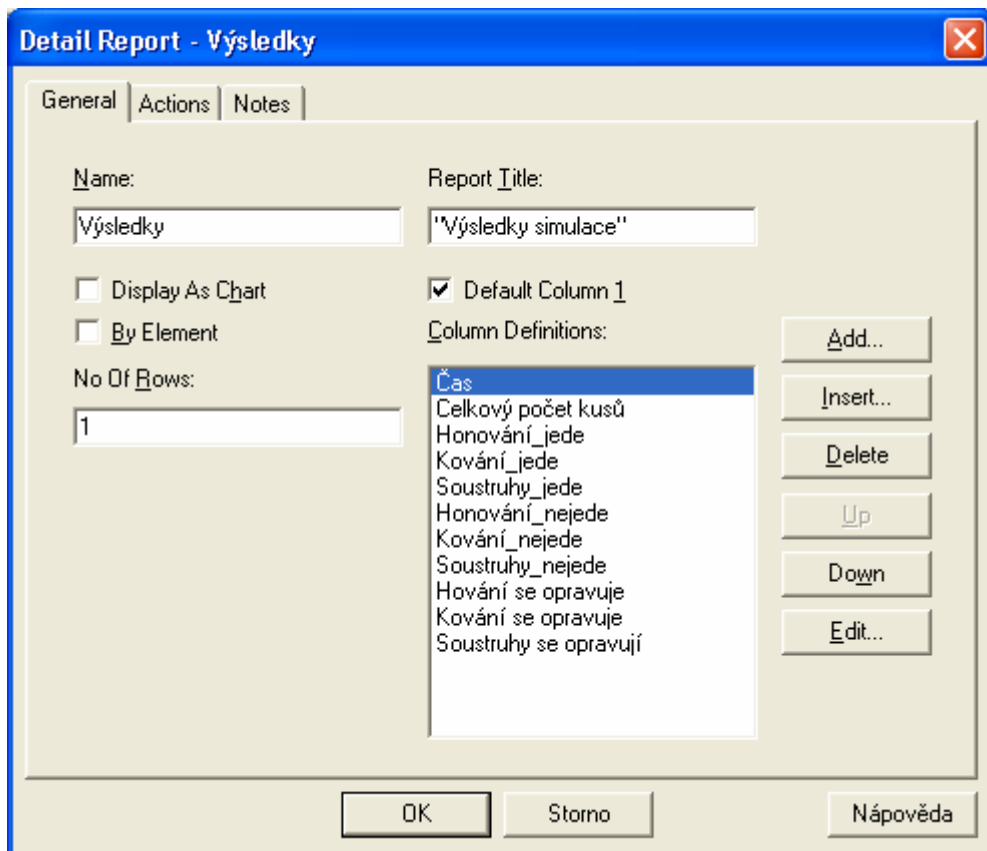 Detail Report - Výsledky
General
Actions
Notes
Name:
Výsledky
Report Title:
"Výsledky simulace"
Display As Chart
By Element
No Of Rows:
1
Default Column 1
Column Definitions:
Čas
Celkový počet kusů
Honování_jede
Kování_jede
Soustruhy_jede
Honování_nejede
Kování_nejede
Soustruhy_nejede
Hování se opravuje
Kování se opravuje
Soustruhy se opravují
Add...
Insert...
Delete
Up
Down
Edit...
OK
Storno
Nápověda